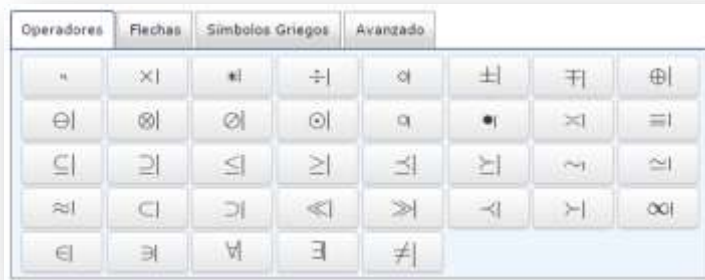 Operadores Flechas Símbolos Griegos Avanzado
× * ÷ ± ∓ ⊕
⊖ ⊗ ⊘ ⊙ • ≍ ≡
⊆ ⊇ ≤ ≥ ⪯ ⪰ ~ ≃
≈ ⊂ ⊃ ≪ ≫ ≺ ≻ ∞
∈ ∋ ∀ ∃ ≠